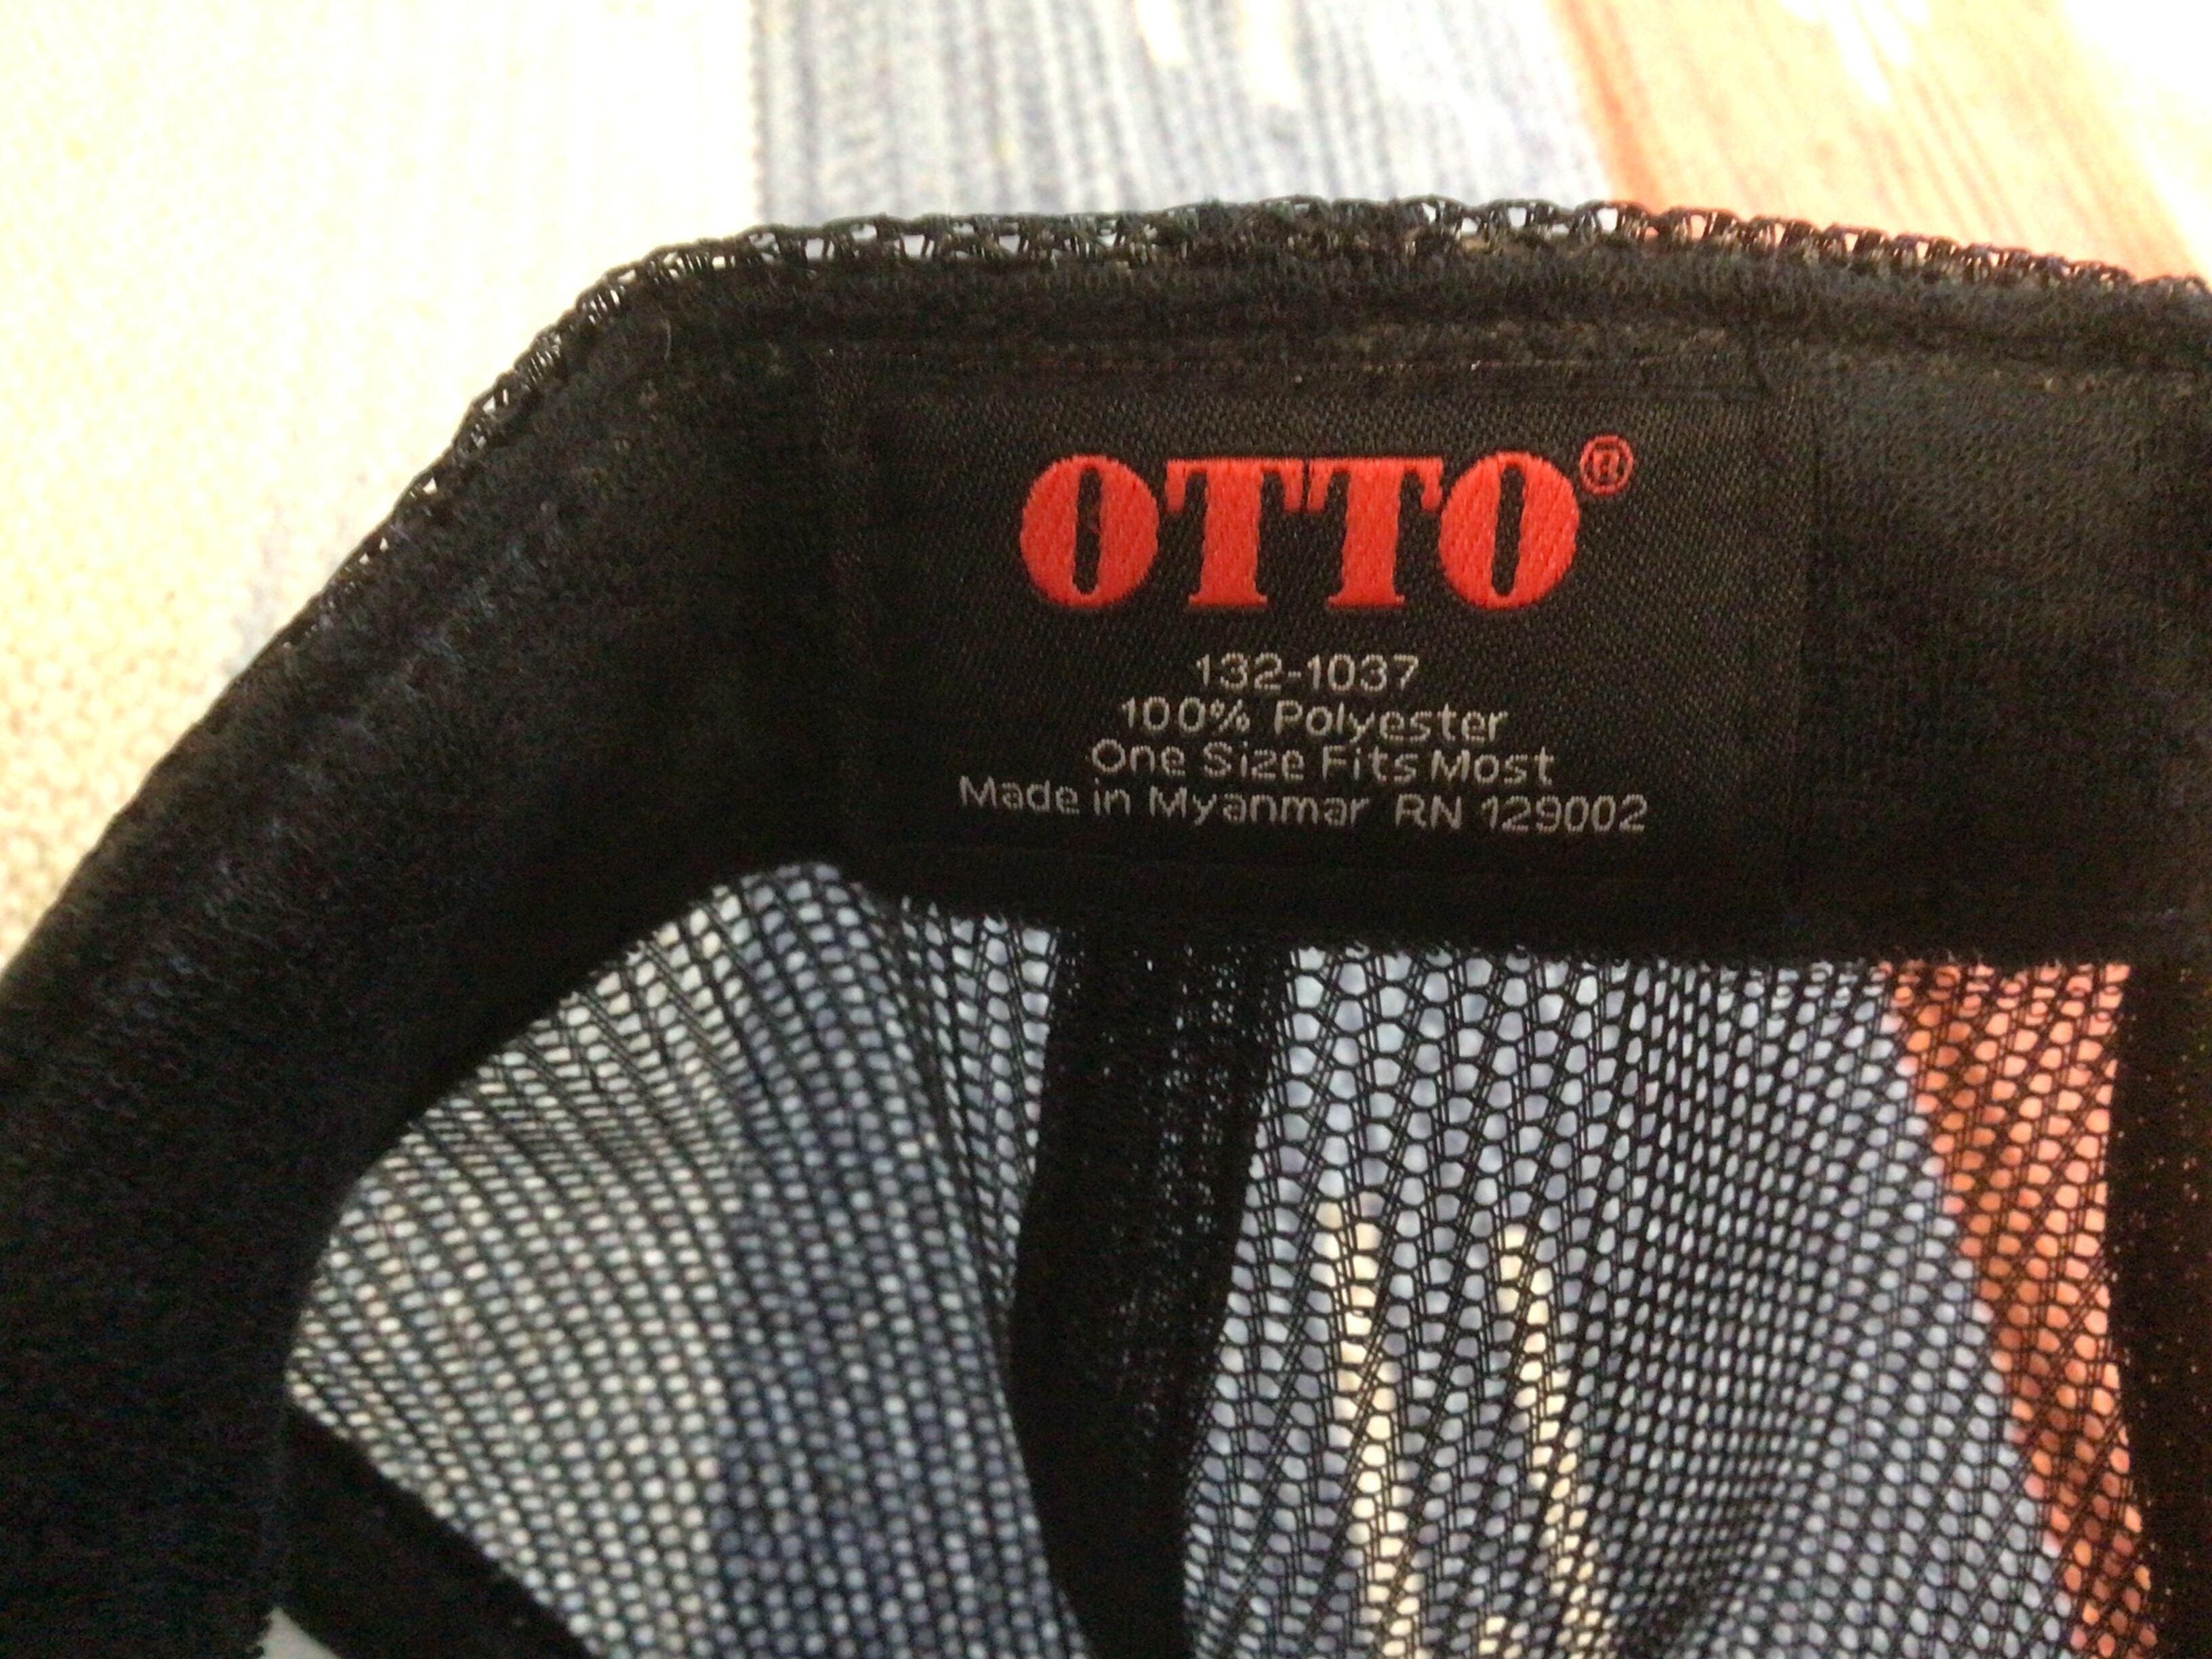 OTTO®
132-1037
100% Polyester
One Size Fits Most
Made in Myanmar RN 129002